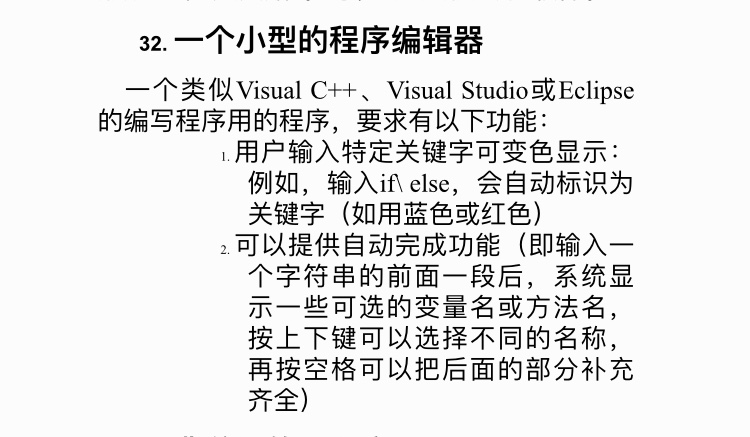 32. 一个小型的程序编辑器
一个类似Visual C++、Visual Studio或Eclipse
的编写程序用的程序，要求有以下功能：
1. 用户输入特定关键字可变色显示：
例如，输入if\ else，会自动标识为
关键字（如用蓝色或红色）
2. 可以提供自动完成功能（即输入一
个字符串的前面一段后，系统显
示一些可选的变量名或方法名，
按上下键可以选择不同的名称，
再按空格可以把后面的部分补充
齐全）